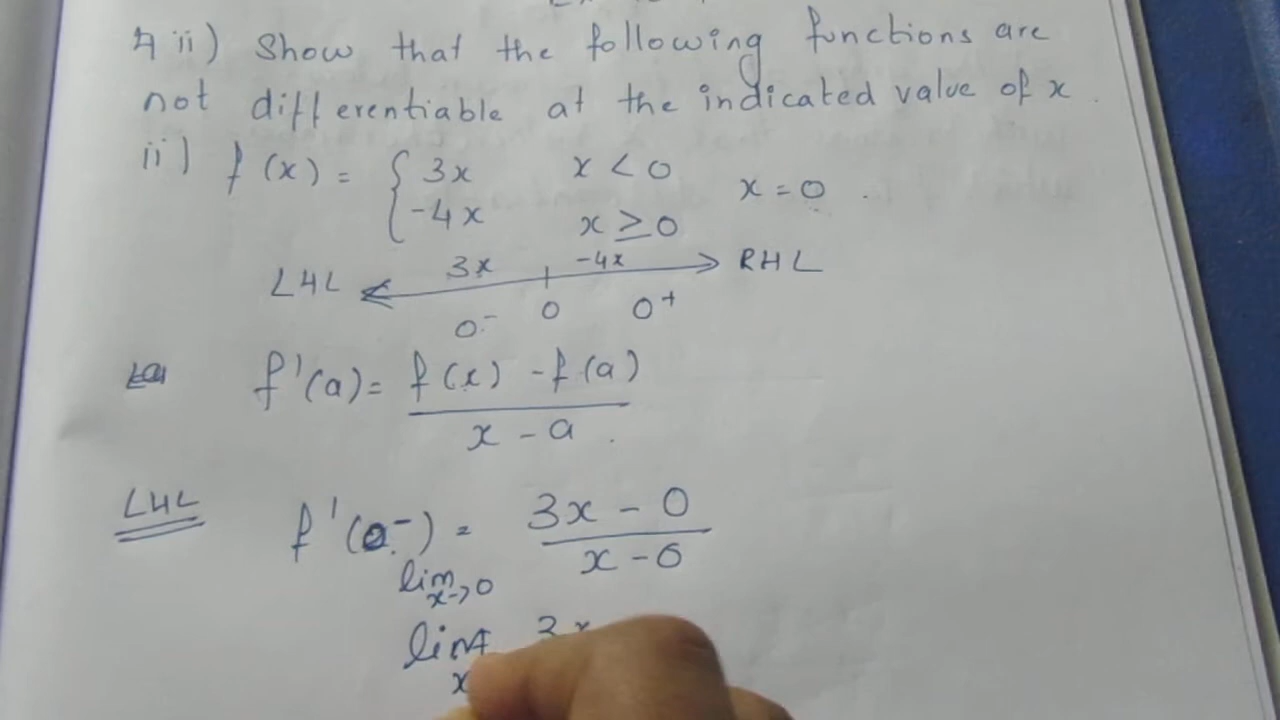 4 ii) Show that the following functions are
not differentiable at the indicated value of x.
ii) f(x) = { 3x x < 0
-4x x ≥ 0 x = 0.
LHL 3x -4x RHL
0⁻ 0 0⁺
f'(a) = f(x) - f(a)
x - a.
LHL f'(0⁻) = 3x - 0
x - 0
lim x→0
lim 3x
x